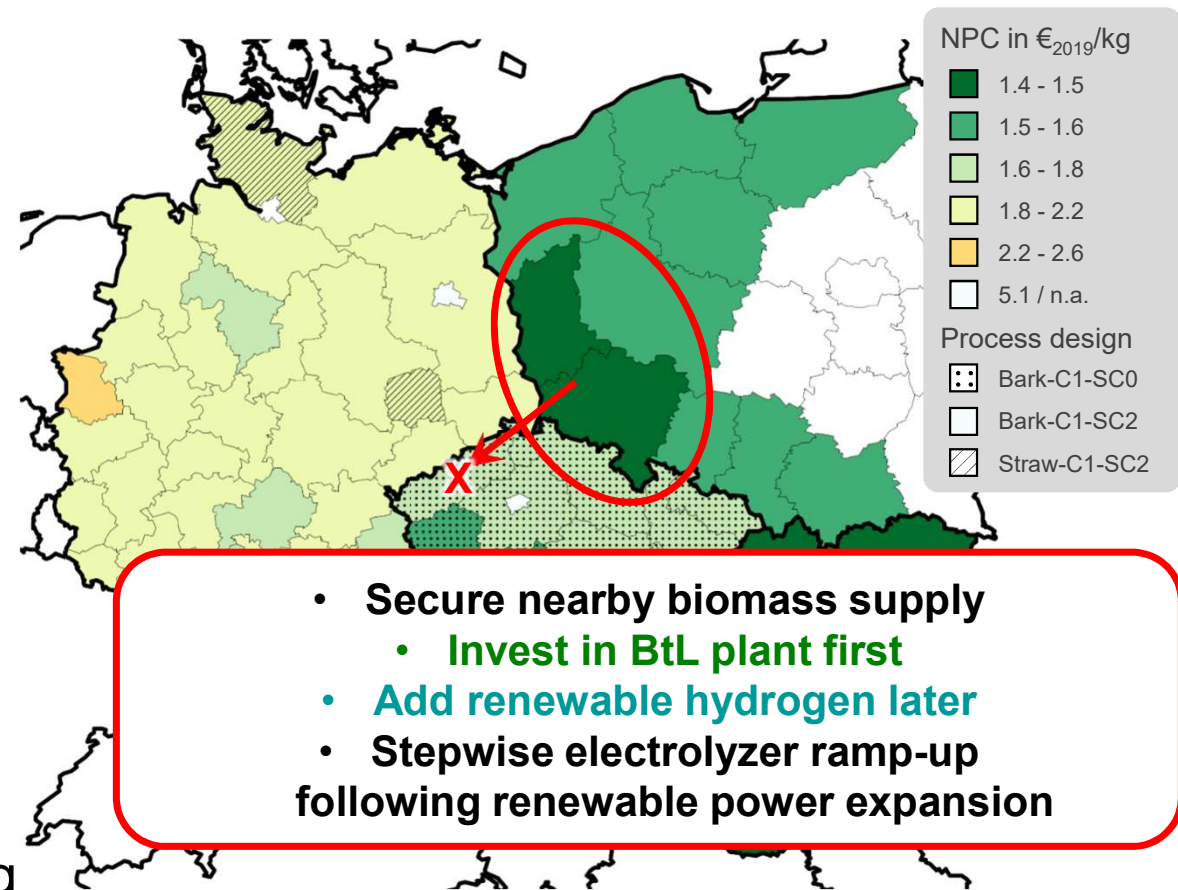 NPC in €2019/kg
1.4 - 1.5
1.5 - 1.6
1.6 - 1.8
1.8 - 2.2
2.2 - 2.6
5.1 / n.a.
Process design
Bark-C1-SC0
Bark-C1-SC2
Straw-C1-SC2
X
• Secure nearby biomass supply
• Invest in BtL plant first
• Add renewable hydrogen later
• Stepwise electrolyzer ramp-up
following renewable power expansion